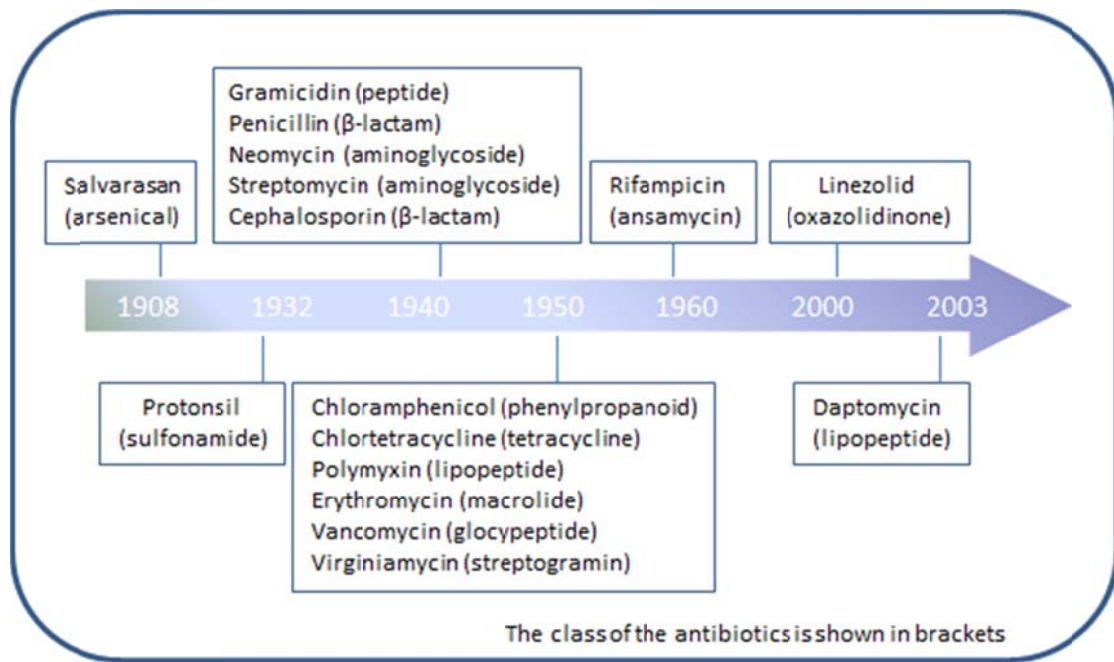 Gramicidin (peptide)
Penicillin (β-lactam)
Neomycin (aminoglycoside)
Streptomycin (aminoglycoside)
Cephalosporin (β-lactam)
Salvarasan
(arsenical)
Rifampicin
(ansamycin)
Linezolid
(oxazolidinone)
1908 1932 1940 1950 1960 2000 2003
Protonsil
(sulfonamide)
Chloramphenicol (phenylpropanoid)
Chlortetracycline (tetracycline)
Polymyxin (lipopeptide)
Erythromycin (macrolide)
Vancomycin (glocypeptide)
Virginiamycin (streptogramin)
Daptomycin
(lipopeptide)
The class of the antibiotics is shown in brackets